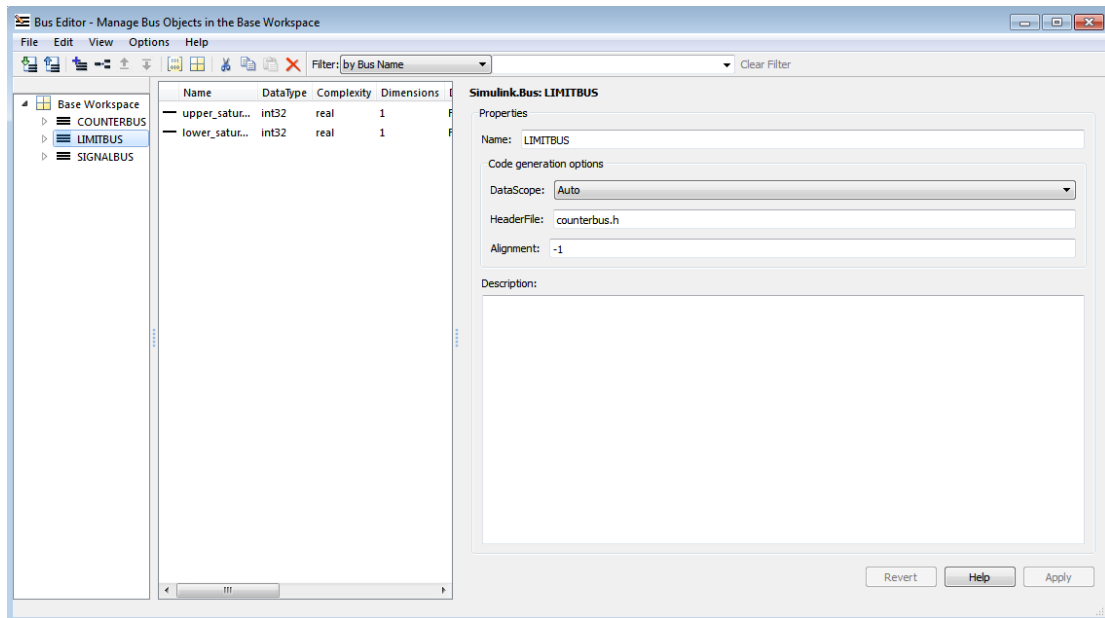 Bus Editor - Manage Bus Objects in the Base Workspace
File Edit View Options Help
Filter: by Bus Name Clear Filter
Base Workspace
COUNTERBUS
LIMITBUS
SIGNALBUS
Name DataType Complexity Dimensions
upper_satur... int32 real 1 F
lower_satur... int32 real 1 F
Simulink.Bus: LIMITBUS
Properties
Name: LIMITBUS
Code generation options
DataScope: Auto
HeaderFile: counterbus.h
Alignment: -1
Description:
Revert Help Apply